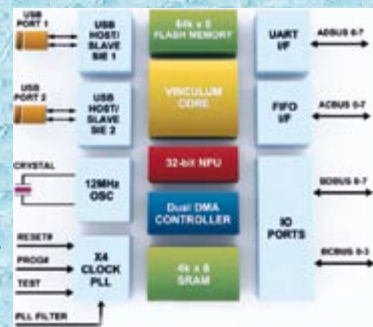 USB
PORT 1
USB
HOST/
SLAVE
SIE 1
USB
PORT 2
USB
HOST/
SLAVE
SIE 2
CRYSTAL
12MHz
OSC
RESET#
PROG#
TEST
PLL FILTER
X4
CLOCK
PLL
64k x 8
FLASH MEMORY
VINCULUM
CORE
32-bit NPU
Dual DMA
CONTROLLER
4k x 8
SRAM
UART
I/F
FIFO
I/F
IO
PORTS
ADBUS 0-7
ACBUS 0-7
BDBUS 0-7
BCBUS 0-3